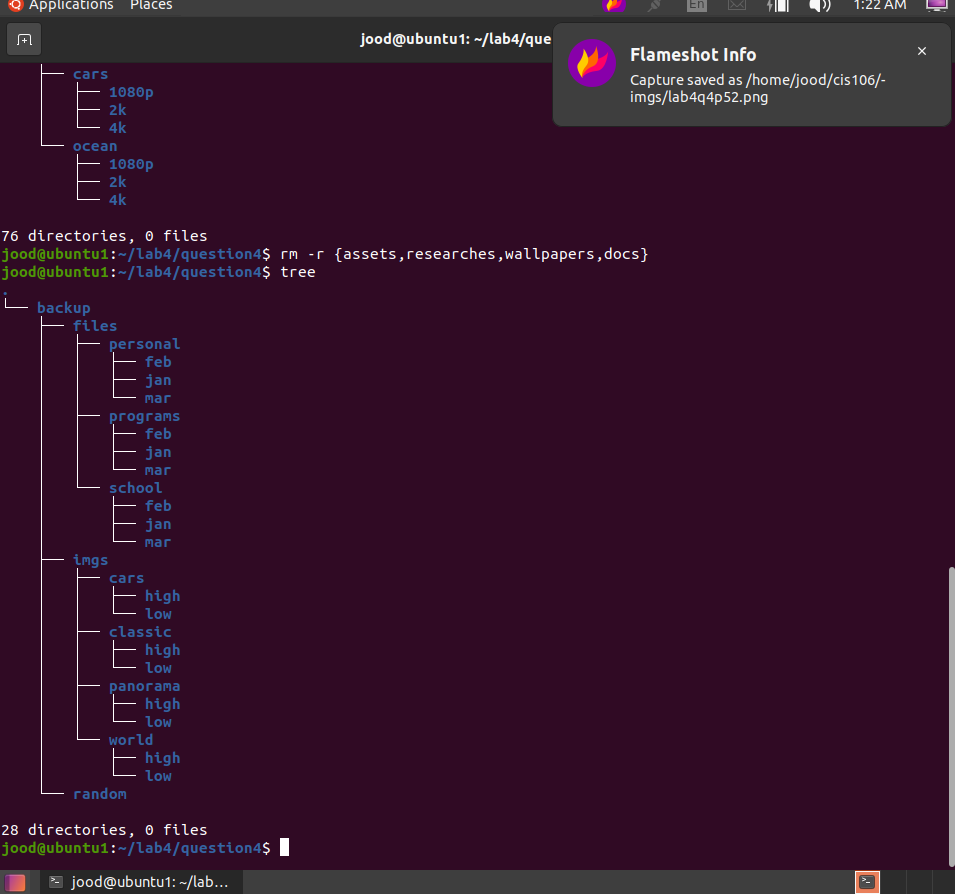 Applications Places En 1:22 AM
jood@ubuntu1: ~/lab4/que
Flameshot Info
Capture saved as /home/jood/cis106/-
imgs/lab4q4p52.png
├── cars
│   ├── 1080p
│   ├── 2k
│   └── 4k
└── ocean
    ├── 1080p
    ├── 2k
    └── 4k
76 directories, 0 files
jood@ubuntu1:~/lab4/question4$ rm -r {assets,researches,wallpapers,docs}
jood@ubuntu1:~/lab4/question4$ tree
.
└── backup
    ├── files
    │   ├── personal
    │   │   ├── feb
    │   │   ├── jan
    │   │   └── mar
    │   ├── programs
    │   │   ├── feb
    │   │   ├── jan
    │   │   └── mar
    │   └── school
    │       ├── feb
    │       ├── jan
    │       └── mar
    ├── imgs
    │   ├── cars
    │   │   ├── high
    │   │   └── low
    │   ├── classic
    │   │   ├── high
    │   │   └── low
    │   ├── panorama
    │   │   ├── high
    │   │   └── low
    │   └── world
    │       ├── high
    │       └── low
    └── random
28 directories, 0 files
jood@ubuntu1:~/lab4/question4$
jood@ubuntu1: ~/lab...